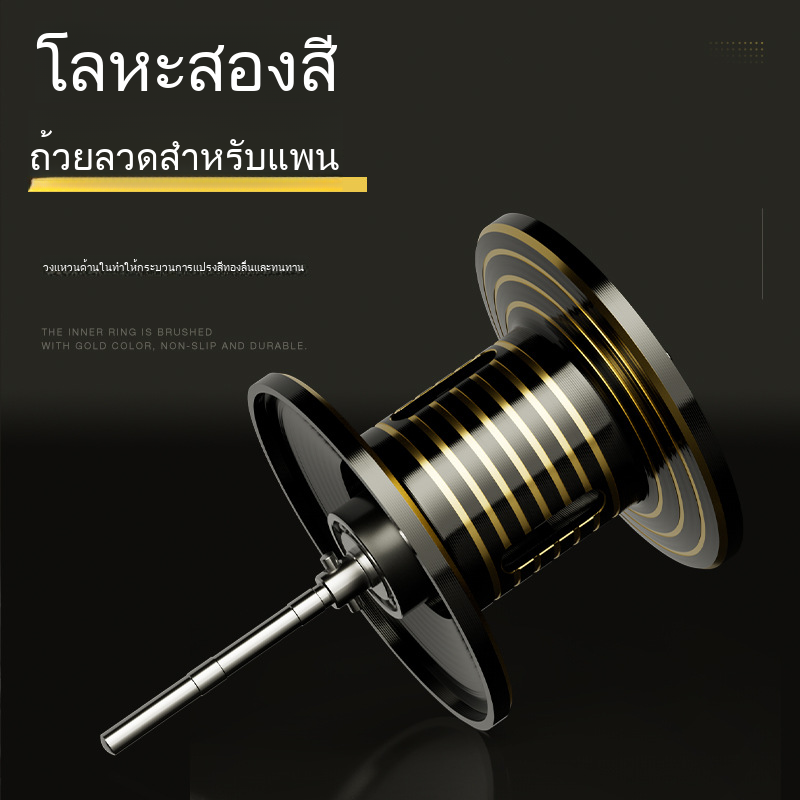 โลหะสองสี
ถ้วยลวดสำหรับแพน
วงแหวนด้านในทำให้กระบวนการแปรงสีทองลื่นและทนทาน
THE INNER RING IS BRUSHED
WITH GOLD COLOR, NON-SLIP AND DURABLE.